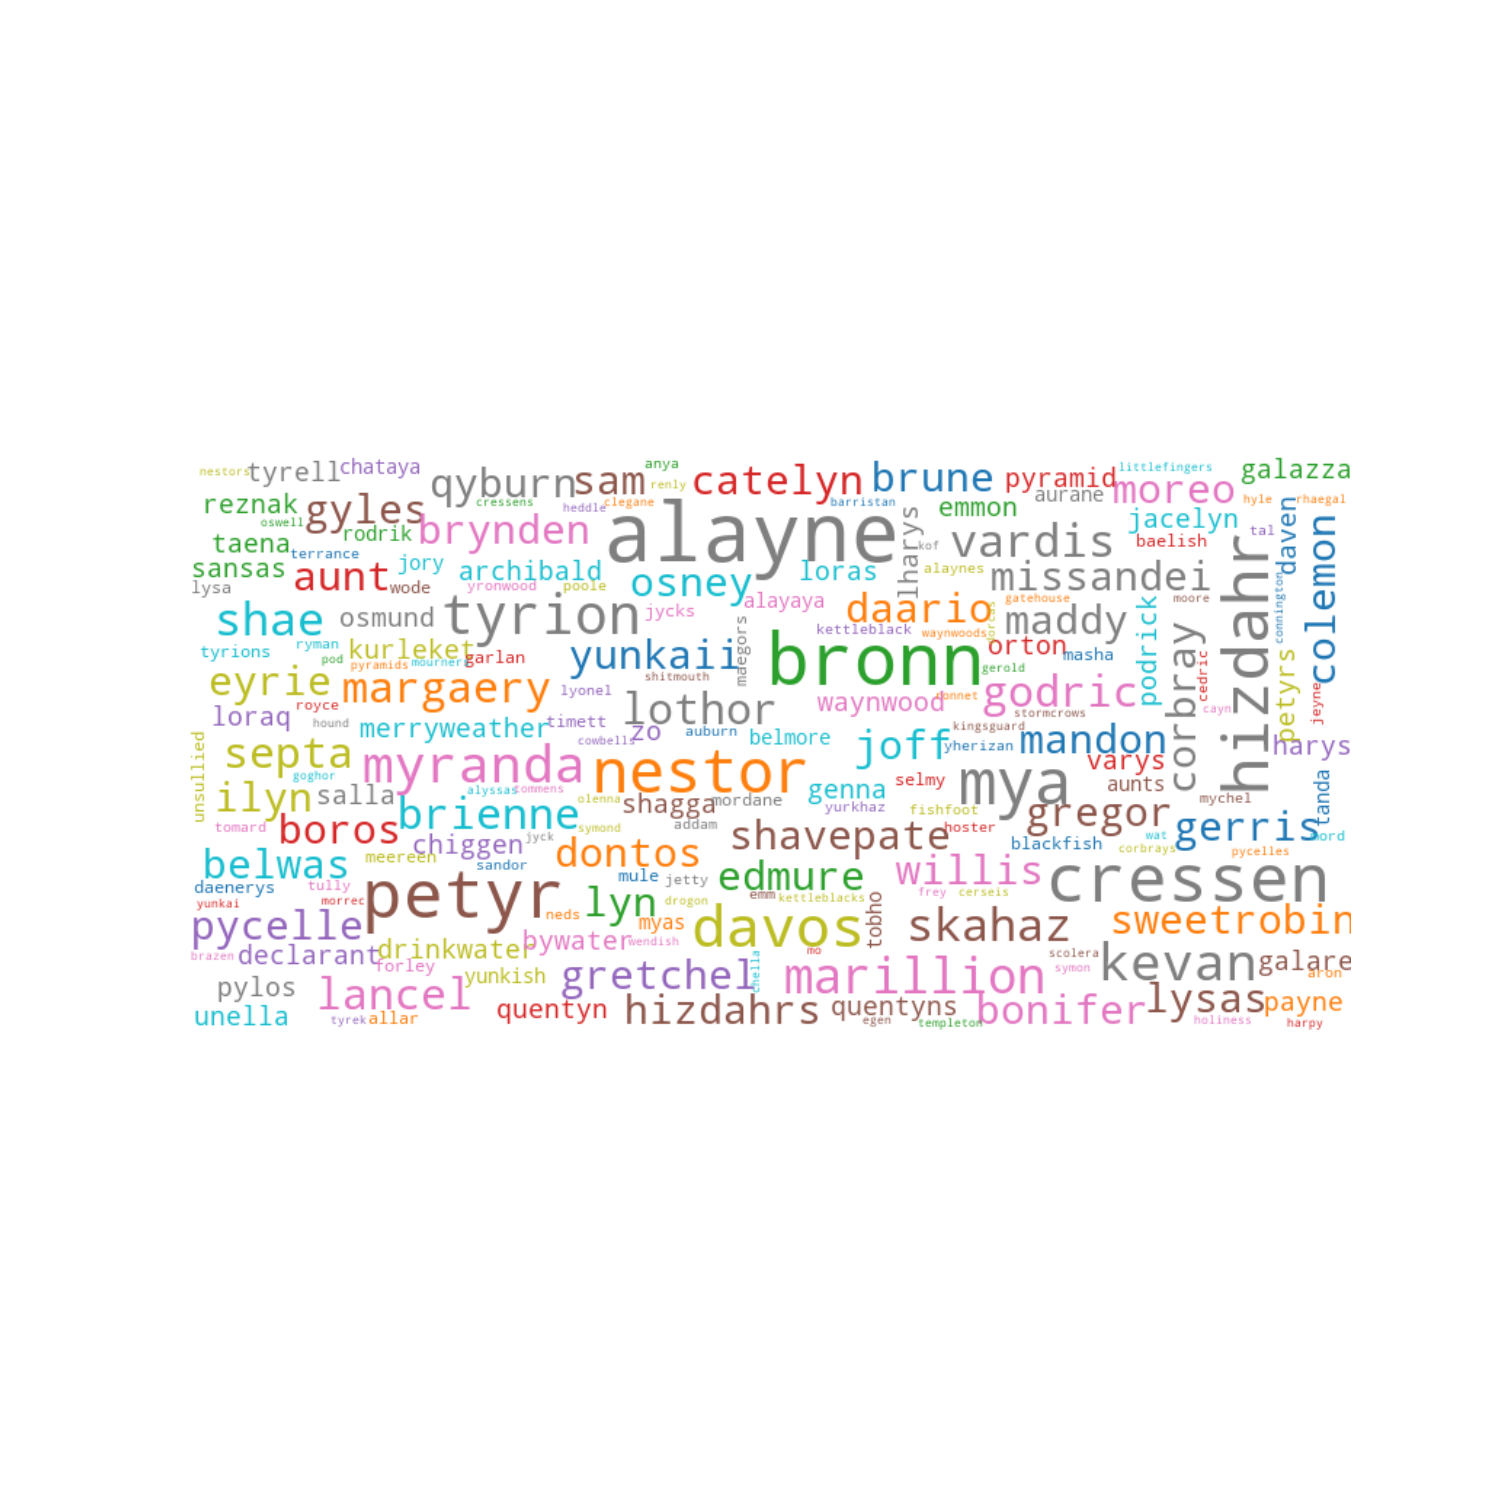 nestors tyrell chataya qyburn sam anya renly catelyn brune pyramid littlefingers galazza
reznak oswell gyles cressens heddle clegane barristan emmon aurane moreo hyle rhaegal
taena terrance rodrik brynden alayne lharys kof vardis jacelyn baelish tal daven
sansas lysa aunt wode jory archibald yronwood poole osney loras alaynes missandei hizdahr colemon
shae osmund tyrion jycks alayaya daario dorcas gatehouse maddy moore connington
tyrions ryman pod kurleket pyramids mourners garlan yunkaii maegors kettleblack waynwoods bronn gerold orton masha podrick corbray cedric petyrs
eyrie margaery lyonel shitmouth lothor waynwood ronnet godric cayn jeyne
loraq royce hound merryweather timett cowbells zo auburn belmore kingsguard stormcrows yherizan mandon harys
unsullied septa goghor myranda alyssas tommens nestor joff mya varys aunts
ilyn salla brienne olenna shagga mordane genna selmy yurkhaz fishfoot gregor mychel tanda
tomard boros chiggen jyck symond addam shavepate hoster blackfish corbrays wat gerris mord pycelles
belwas meereen sandor dontos mule jetty edmure willis cressen
daenerys tully yunkai morrec petyr neds lyn myas drogon emm kettleblacks frey cerseis
pycelle declarant drinkwater bywater wendish davos tobho skahaz sweetrobin
brazen forley yunkish gretchel chella mo marillion scolera symon kevan galare aron
pylos lancel quentyn hizdahrs quentyns bonifer lysas payne
unella tyrek allar egen templeton holiness harpy